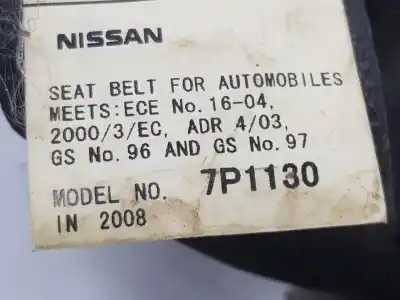 NISSAN
SEAT BELT FOR AUTOMOBILES
MEETS:ECE No.16-04,
2000/3/EC, ADR 4/03,
GS No.96 AND GS No.97
MODEL NO. 7P1130
IN 2008